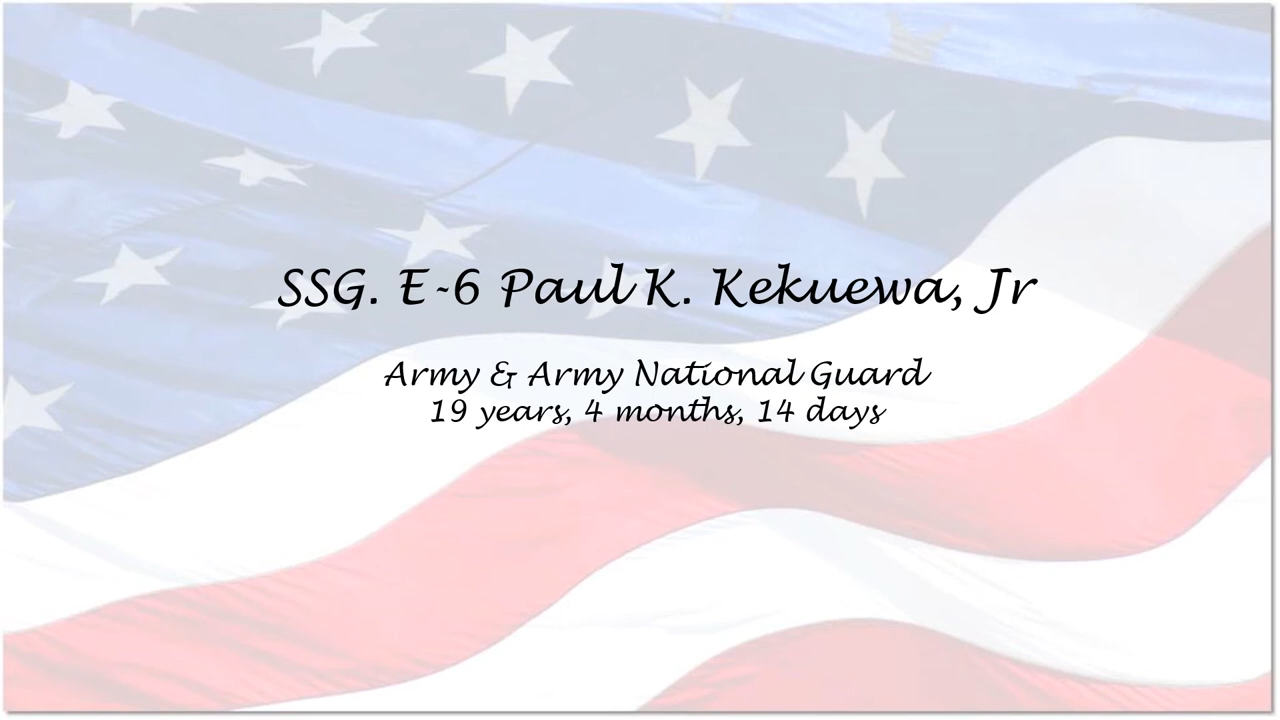 SSG. E-6 Paul K. Kekuewa, Jr
Army & Army National Guard
19 years, 4 months, 14 days